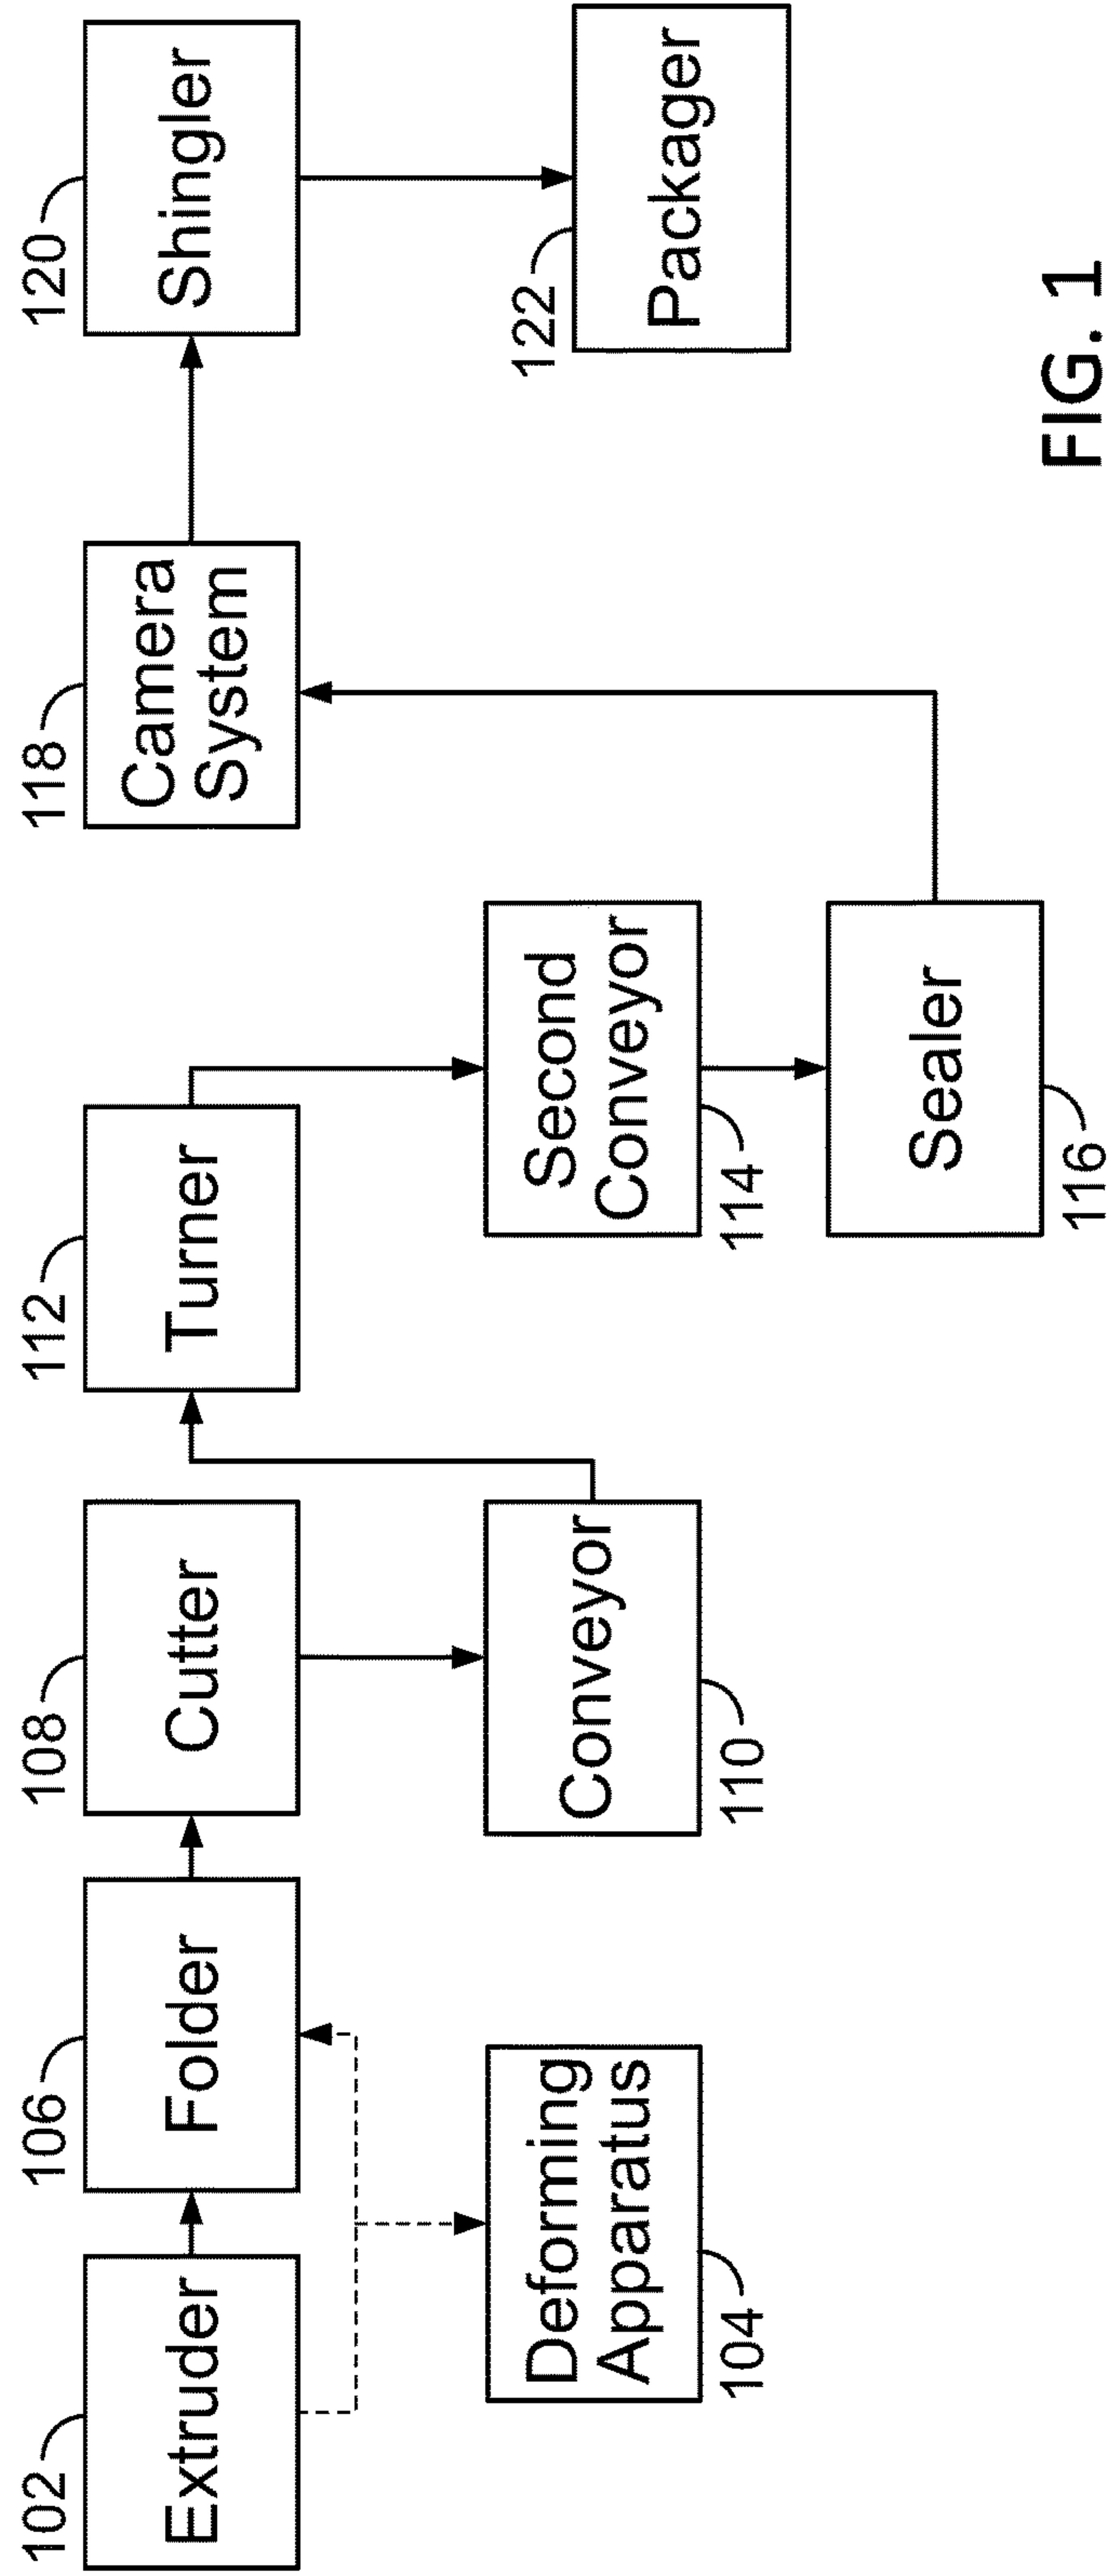 102
Extruder
104
Deforming
Apparatus
106
Folder
108
Cutter
110
Conveyor
112
Turner
114
Second
Conveyor
116
Sealer
118
Camera
System
120
Shingler
122
Packager
FIG. 1